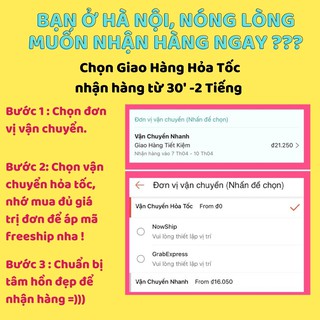 BẠN Ở HÀ NỘI, NÓNG LÒNG
MUỐN NHẬN HÀNG NGAY ???
Chọn Giao Hàng Hỏa Tốc
nhận hàng từ 30' -2 Tiếng
Bước 1 : Chọn đơn
vị vận chuyển.
Đơn vị vận chuyển (Nhấn để chọn)
Vận Chuyển Nhanh
Giao Hàng Tiết Kiệm
₫21.250
Nhận hàng vào 7 Th04 - 10 Th04
Bước 2: Chọn vận
chuyển hỏa tốc,
nhớ mua đủ giá
trị đơn để áp mã
freeship nha !
Đơn vị vận chuyển (Nhấn để chọn)
Vận Chuyển Hỏa Tốc From ₫0
NowShip
Vui lòng thiết lập vị trí
GrabExpress
Vui lòng thiết lập vị trí
Vận Chuyển Nhanh From ₫16.050
Bước 3 : Chuẩn bị
tâm hồn đẹp để
nhận hàng =)))